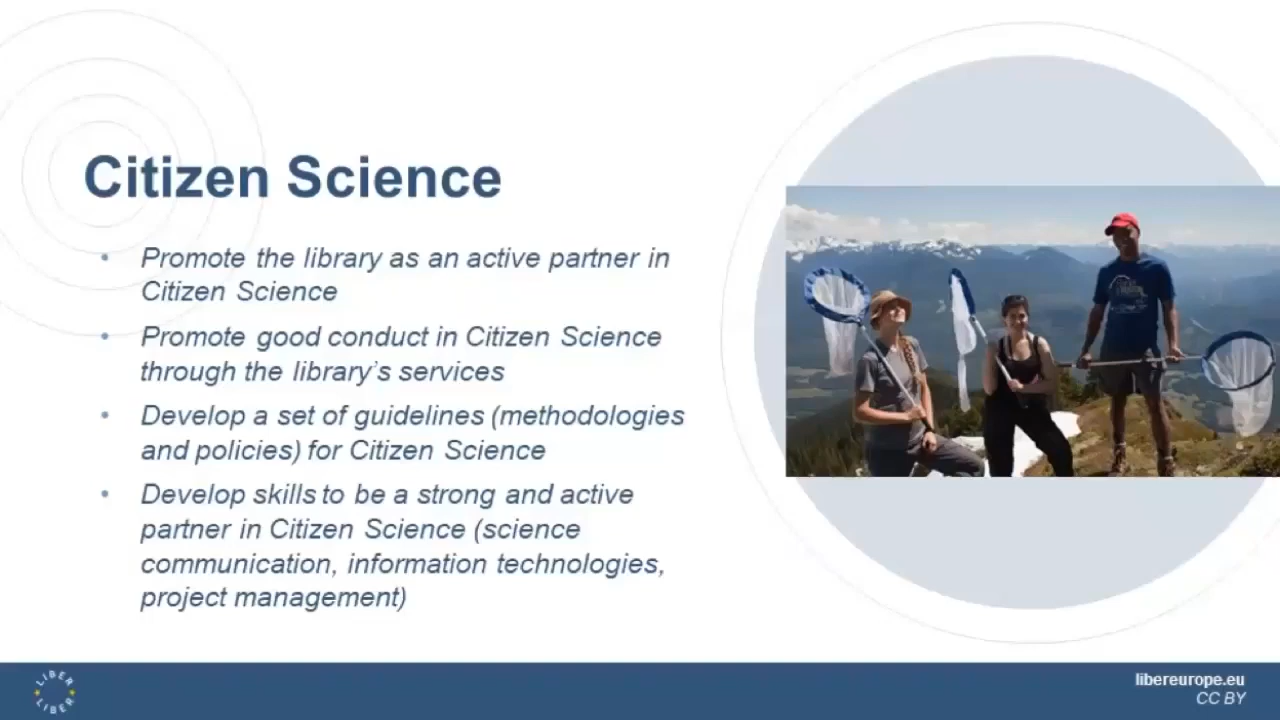 Citizen Science
• Promote the library as an active partner in
Citizen Science
• Promote good conduct in Citizen Science
through the library's services
• Develop a set of guidelines (methodologies
and policies) for Citizen Science
• Develop skills to be a strong and active
partner in Citizen Science (science
communication, information technologies,
project management)
LIBER
LIBER
libereurope.eu
CC BY